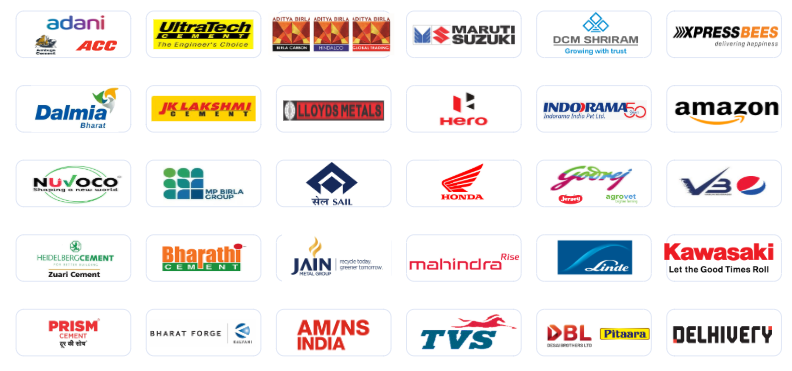 adani
Ambuja Cement
ACC
UltraTech
CEMENT
The Engineer's Choice
ADITYA BIRLA
BIRLA CARBON
ADITYA BIRLA
HINDALCO
ADITYA BIRLA
GLOBAL TRADING
MARUTI
SUZUKI
DCM SHRIRAM
Growing with trust
XPRESSBEES
delivering happiness
Dalmia
Bharat
JK LAKSHMI
CEMENT
LLOYDS METALS
Hero
INDORAMA
Indorama India Pvt Ltd.
50
amazon
NUVOCO
Shaping a new world
MP BIRLA
GROUP
सेल SAIL
HONDA
Godrej
Jersey
agrovet
VB
HEIDELBERGCEMENT
Zuari Cement
Bharathi
CEMENT
JAIN
METAL GROUP
recycle today,
greener tomorrow
mahindra Rise
Linde
Kawasaki
Let the Good Times Roll
PRISM
CEMENT
दूर की सोच
BHARAT FORGE
KALYANI
AM/NS
INDIA
TVS
DBL
DESAI BROTHERS LTD
Pitaara
DELHIVERY